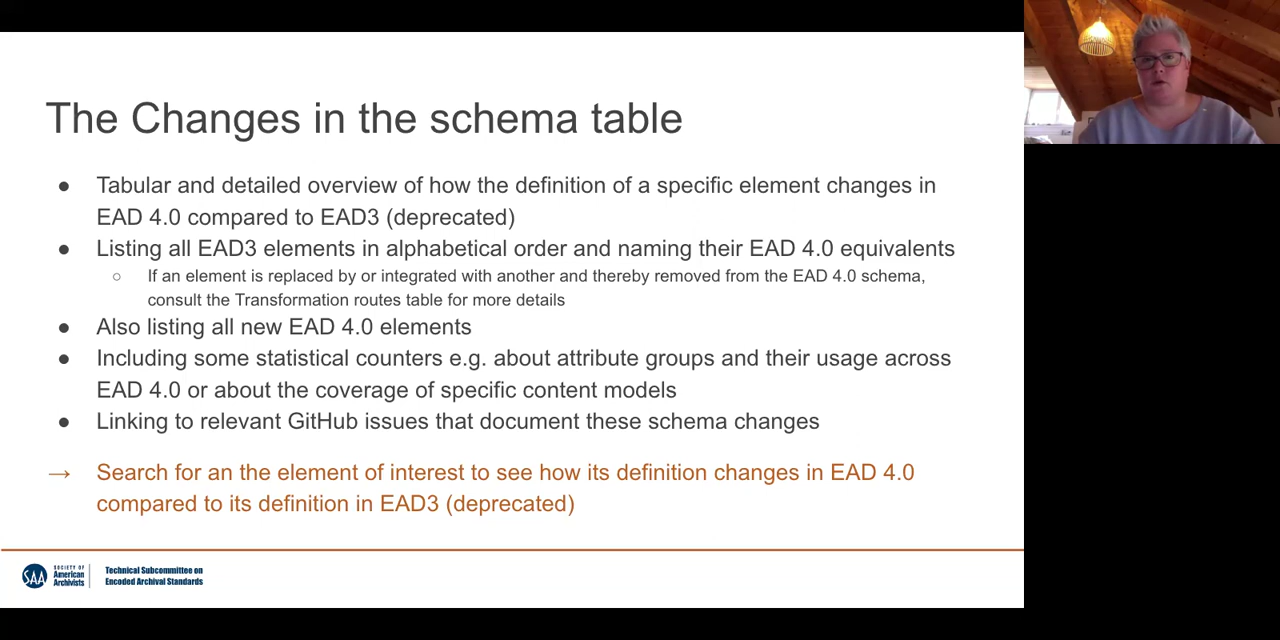 The Changes in the schema table
● Tabular and detailed overview of how the definition of a specific element changes in
EAD 4.0 compared to EAD3 (deprecated)
● Listing all EAD3 elements in alphabetical order and naming their EAD 4.0 equivalents
○ If an element is replaced by or integrated with another and thereby removed from the EAD 4.0 schema,
consult the Transformation routes table for more details
● Also listing all new EAD 4.0 elements
● Including some statistical counters e.g. about attribute groups and their usage across
EAD 4.0 or about the coverage of specific content models
● Linking to relevant GitHub issues that document these schema changes
→ Search for an the element of interest to see how its definition changes in EAD 4.0
compared to its definition in EAD3 (deprecated)
SAA
SOCIETY OF
American
Archivists
Technical Subcommittee on
Encoded Archival Standards